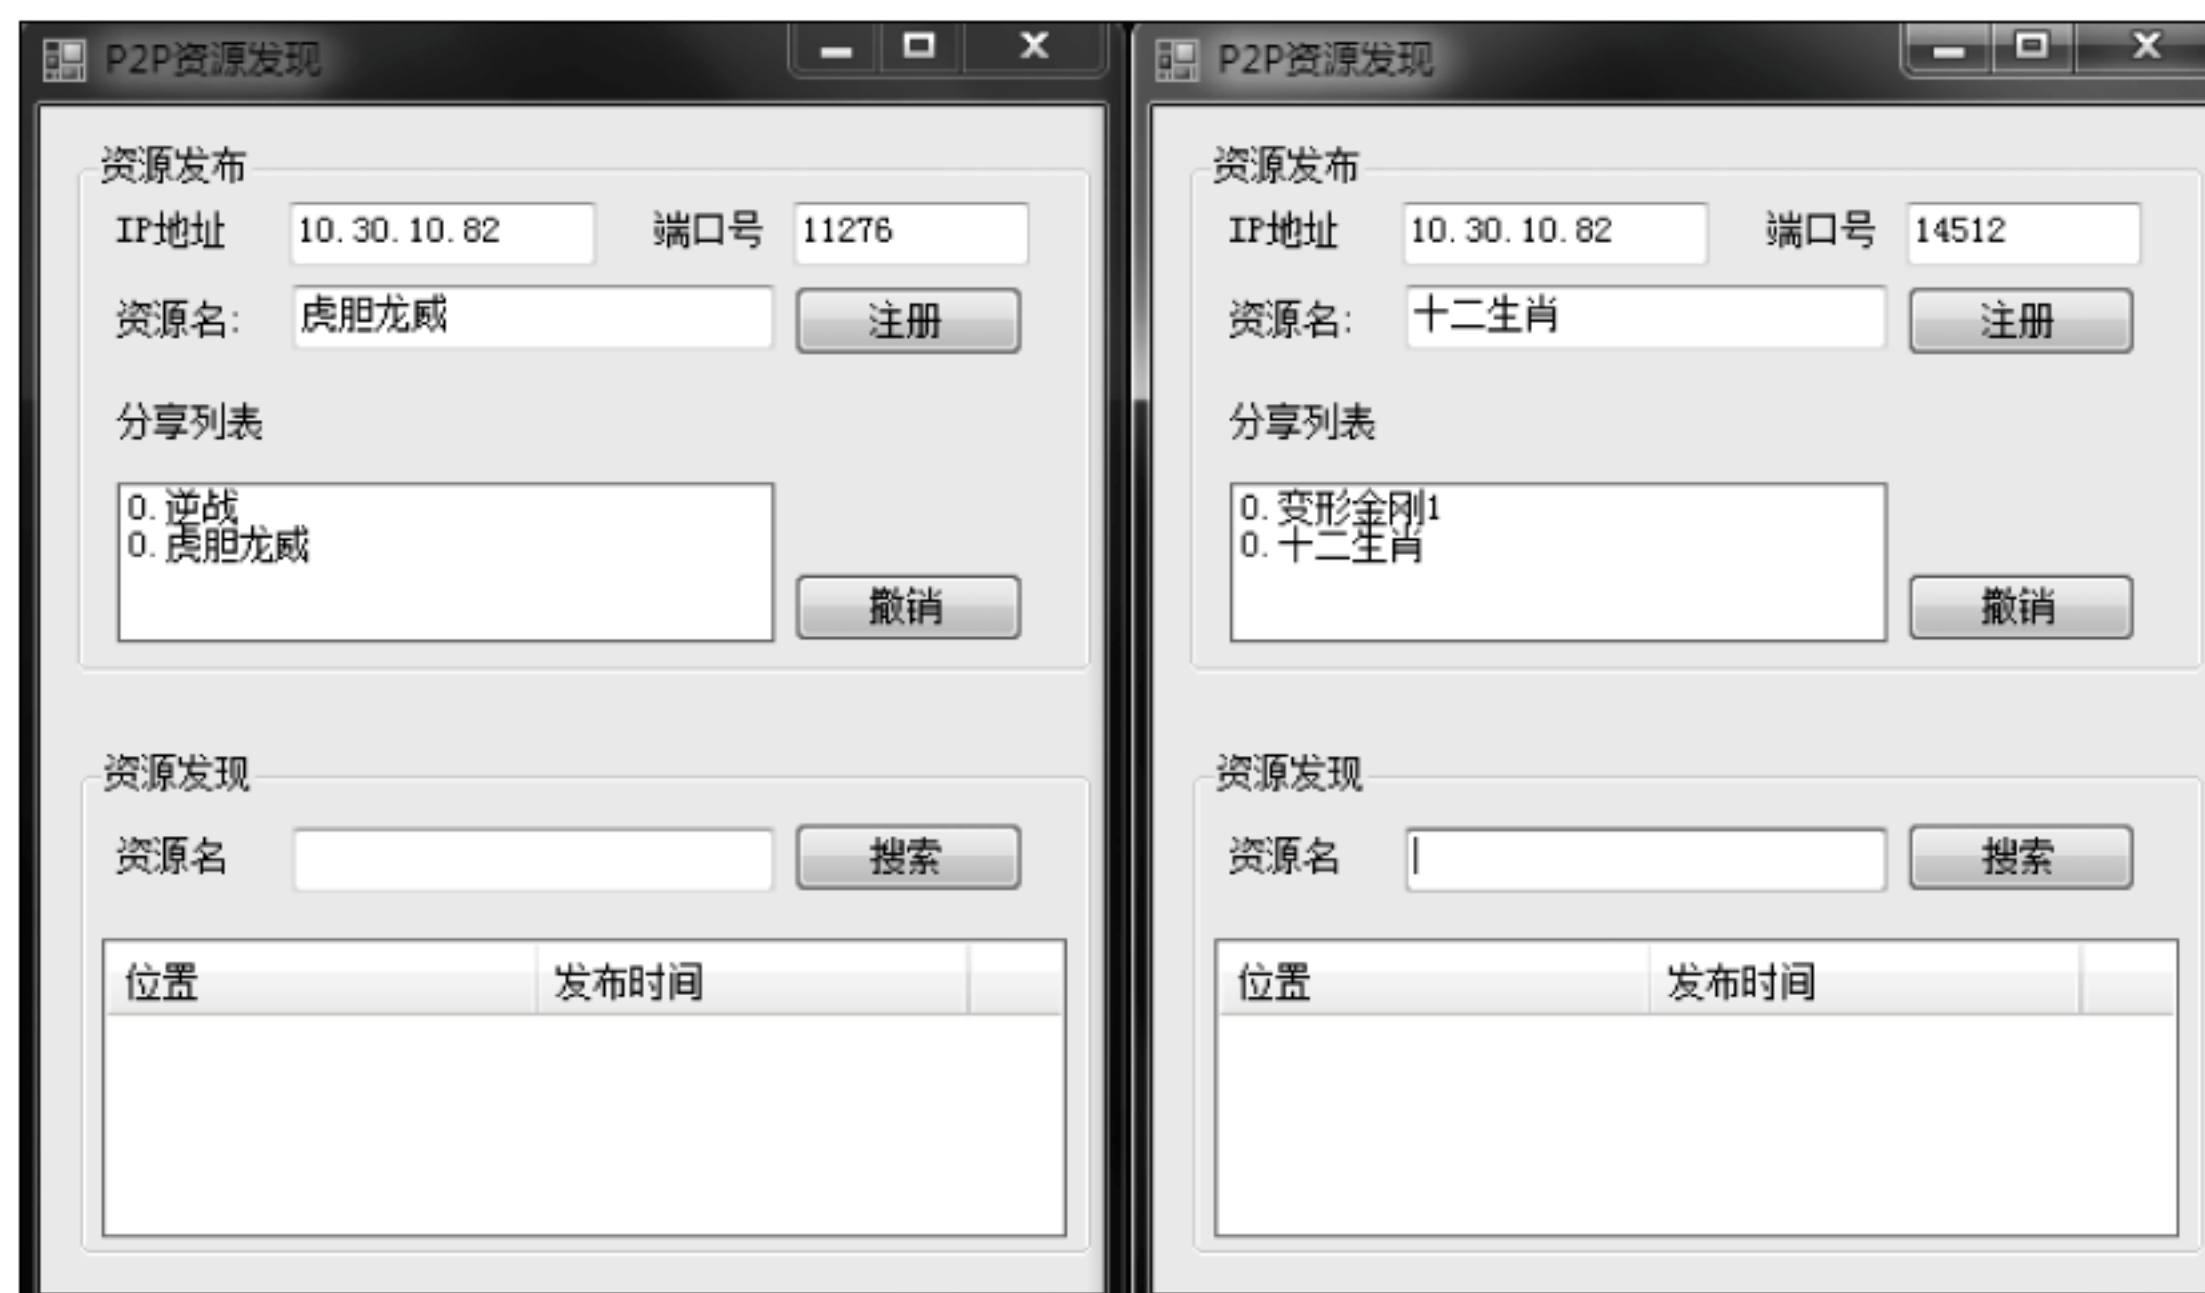 P2P资源发现
资源发布
IP地址 10.30.10.82 端口号 11276
资源名: 虎胆龙威 注册
分享列表
0.逆战
0.虎胆龙威
撤销
资源发现
资源名 搜索
位置 发布时间
P2P资源发现
资源发布
IP地址 10.30.10.82 端口号 14512
资源名: 十二生肖 注册
分享列表
0.变形金刚1
0.十二生肖
撤销
资源发现
资源名 搜索
位置 发布时间